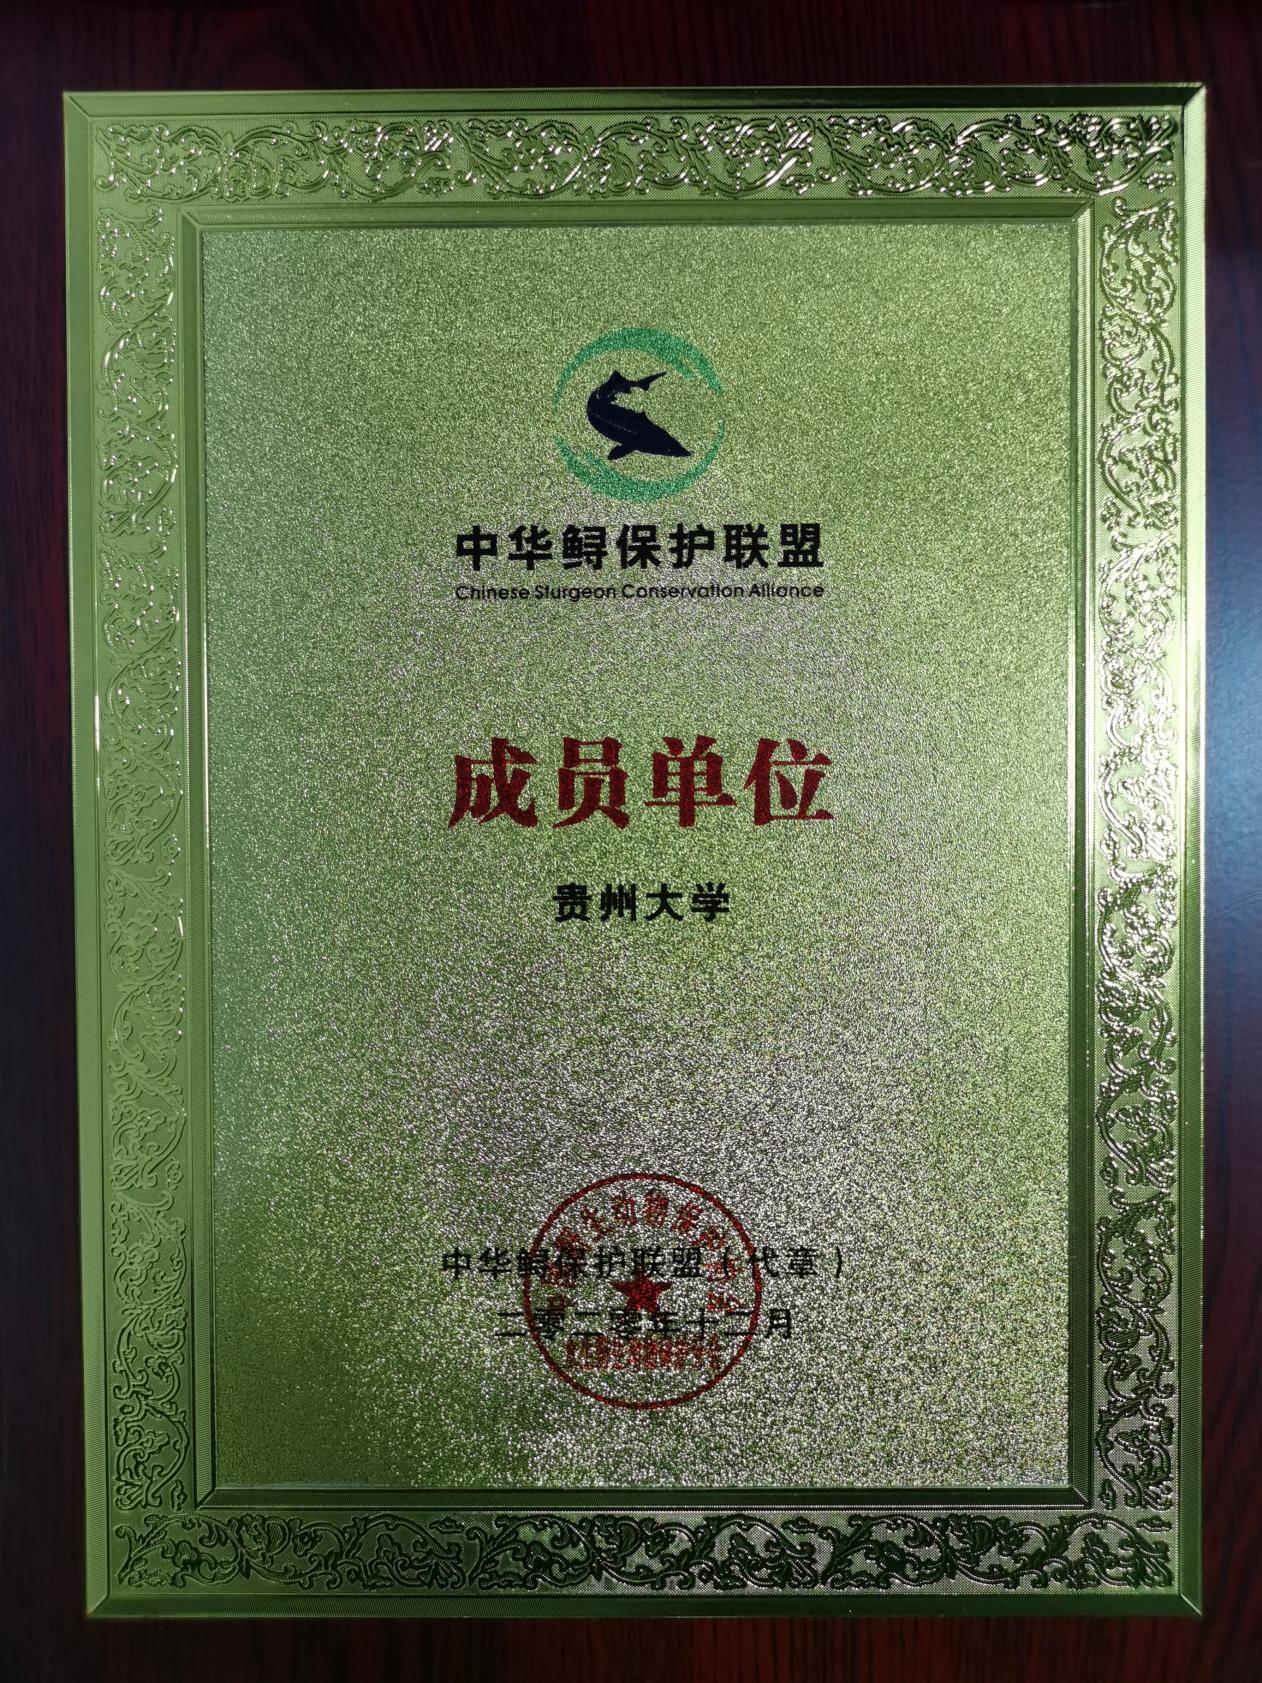 中华鲟保护联盟
Chinese Sturgeon Conservation Alliance
成员单位
贵州大学
中华鲟保护联盟（代章）
二零二零年十二月